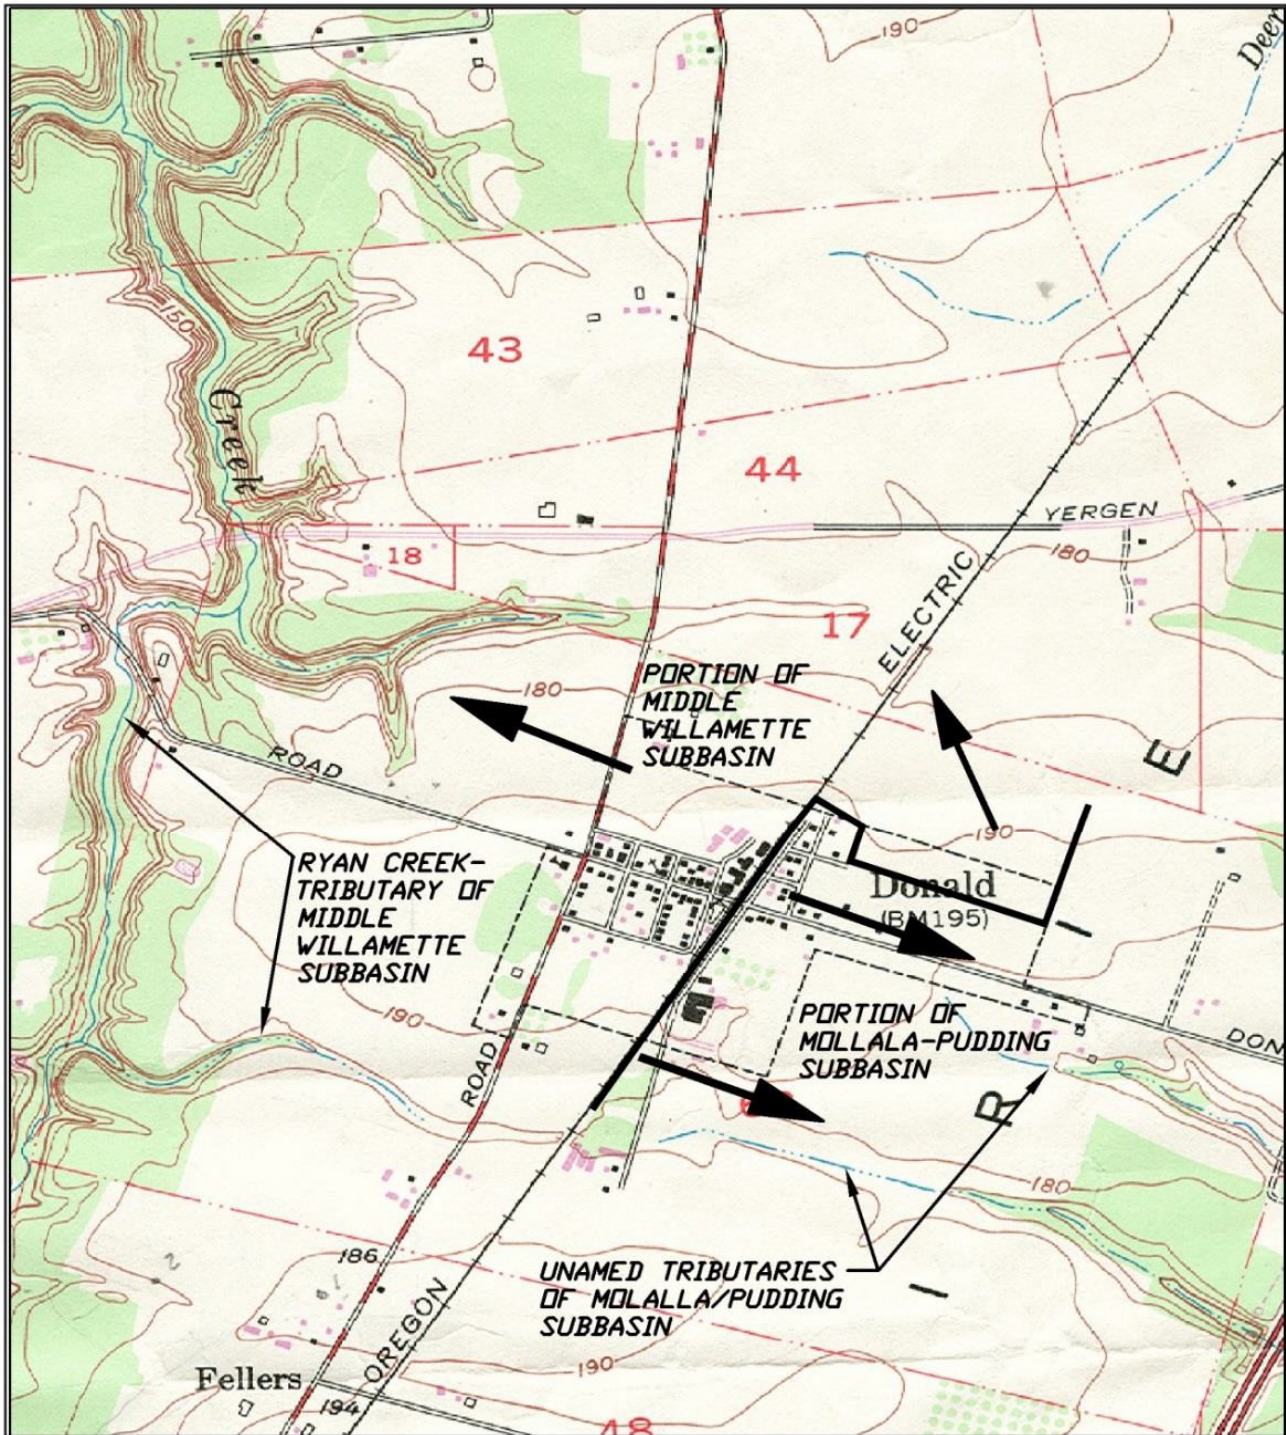 190
Deer
150
43
Creek
44
YERGEN
180
18
17
ELECTRIC
PORTION OF
MIDDLE
WILLAMETTE
SUBBASIN
180
ROAD
E
190
RYAN CREEK-
TRIBUTARY OF
MIDDLE
WILLAMETTE
SUBBASIN
Donald
(BM195)
190
PORTION OF
MOLLALA-PUDDING
SUBBASIN
DON
ROAD
R
180
186
UNAMED TRIBUTARIES
OF MOLALLA/PUDDING
SUBBASIN
I
OREGON
190
Fellers
194
48